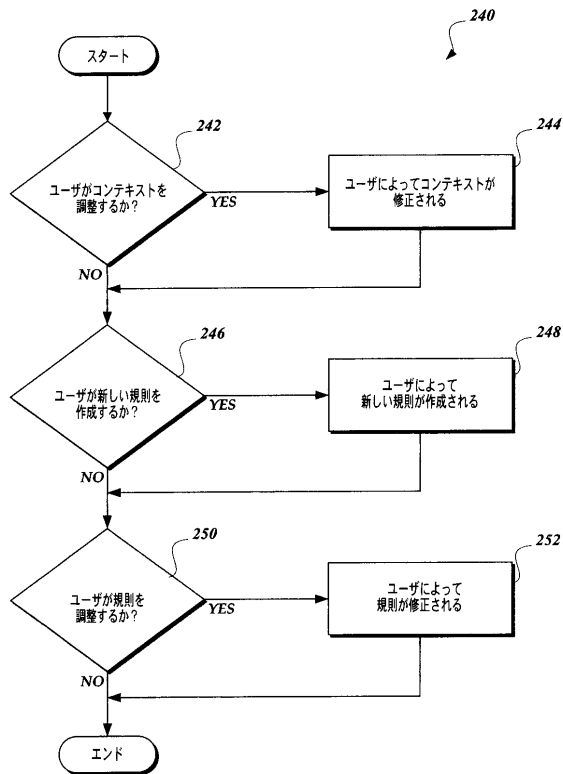 240
スタート
242
ユーザがコンテキストを
調整するか？
YES
NO
244
ユーザによってコンテキストが
修正される
246
ユーザが新しい規則を
作成するか？
YES
NO
248
ユーザによって
新しい規則が作成される
250
ユーザが規則を
調整するか？
YES
NO
252
ユーザによって
規則が修正される
エンド